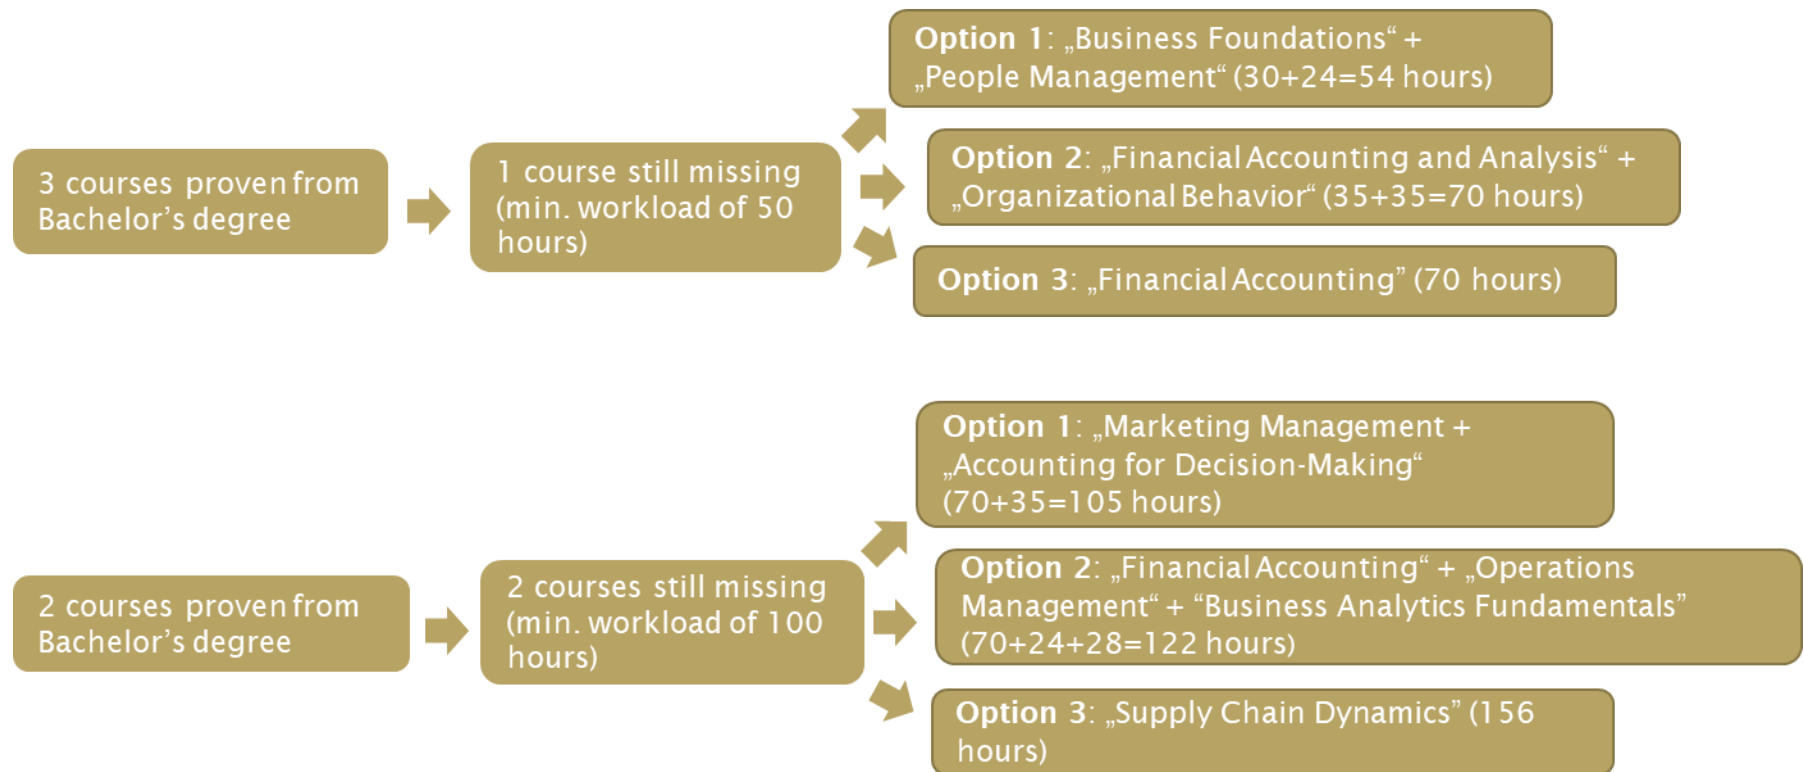 3 courses proven from
Bachelor’s degree
1 course still missing
(min. workload of 50
hours)
Option 1: „Business Foundations“ +
„People Management“ (30+24=54 hours)
Option 2: „Financial Accounting and Analysis“ +
„Organizational Behavior“ (35+35=70 hours)
Option 3: „Financial Accounting” (70 hours)
2 courses proven from
Bachelor’s degree
2 courses still missing
(min. workload of 100
hours)
Option 1: „Marketing Management +
„Accounting for Decision-Making“
(70+35=105 hours)
Option 2: „Financial Accounting“ + „Operations
Management“ + “Business Analytics Fundamentals”
(70+24+28=122 hours)
Option 3: „Supply Chain Dynamics” (156
hours)